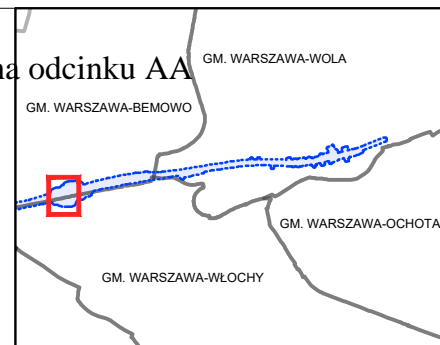 na odcinku AA
GM. WARSZAWA-WOLA
GM. WARSZAWA-BEMOWO
GM. WARSZAWA-OCHOTA
GM. WARSZAWA-WŁOCHY